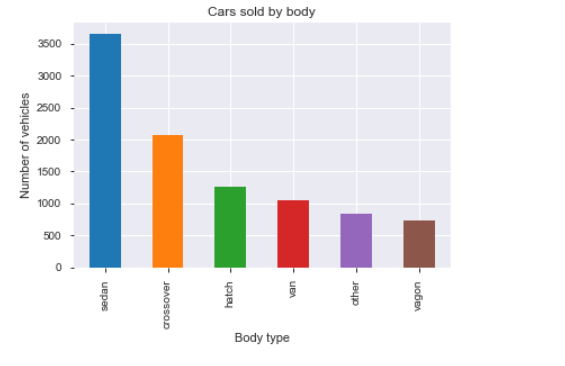 Cars sold by body
Number of vehicles
3500
3000
2500
2000
1500
1000
500
0
sedan
crossover
hatch
van
other
vagon
Body type